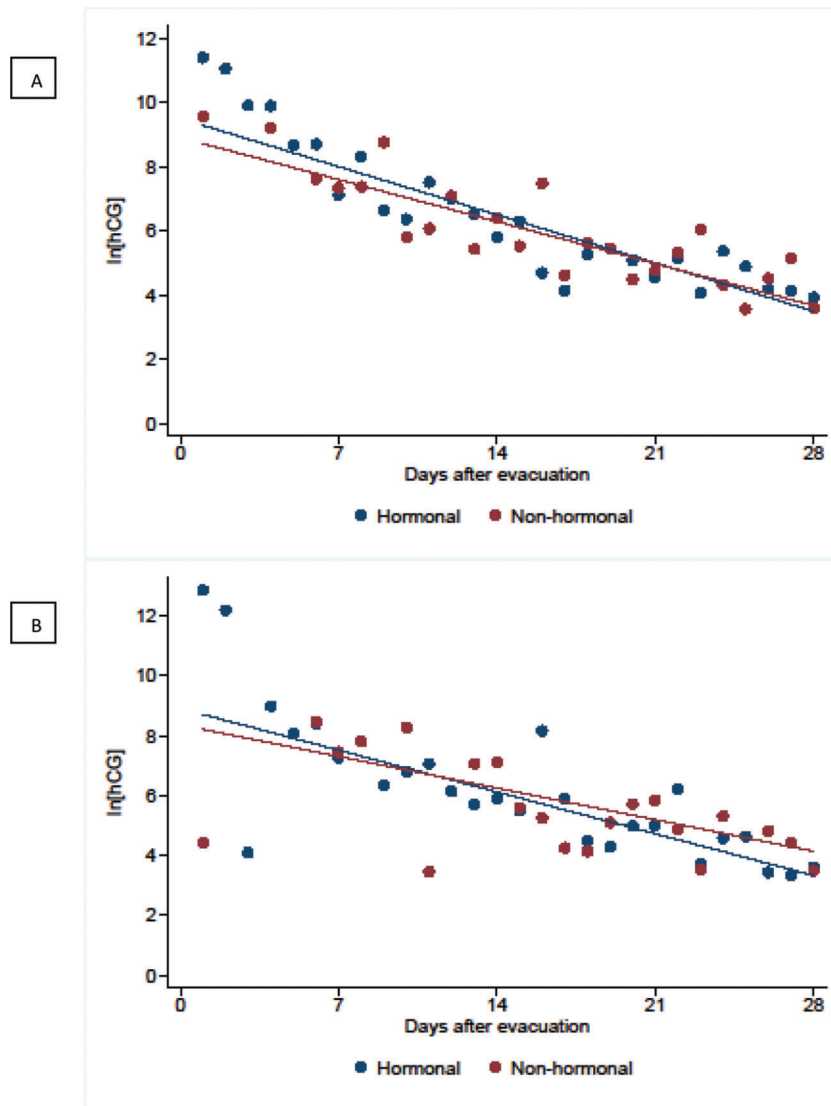 A
12
10
8
6
4
2
0
ln[hCG]
0 7 14 21 28
Days after evacuation
Hormonal Non-hormonal
B
12
10
8
6
4
2
0
ln[hCG]
0 7 14 21 28
Days after evacuation
Hormonal Non-hormonal